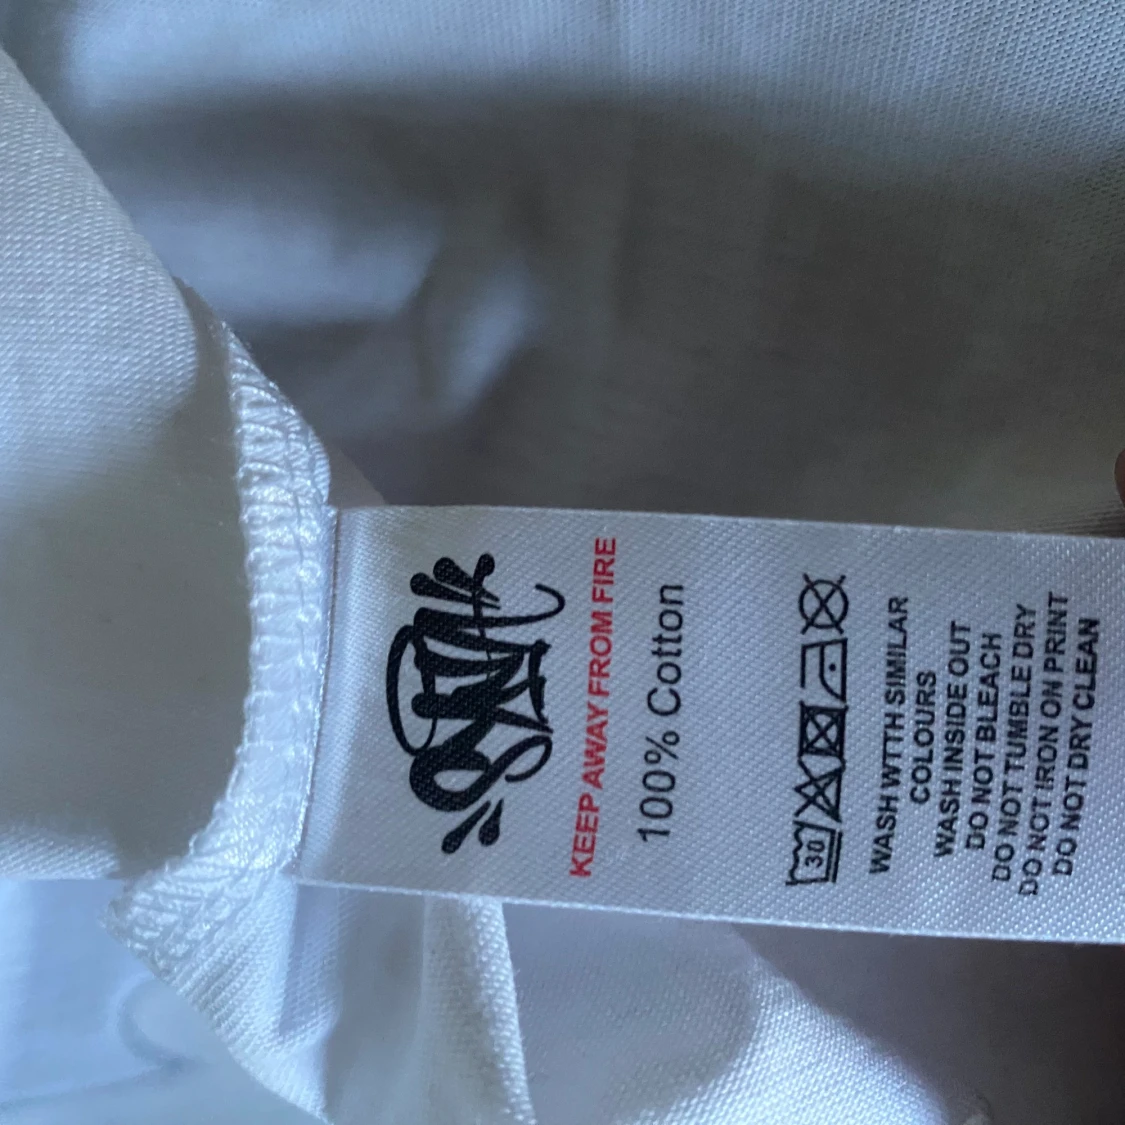 SYNA
KEEP AWAY FROM FIRE
100% Cotton
30
WASH WTTH SIMILAR
COLOURS
WASH INSIDE OUT
DO NOT BLEACH
DO NOT TUMBLE DRY
DO NOT IRON ON PRINT
DO NOT DRY CLEAN